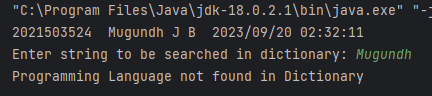 "C:\Program Files\Java\jdk-18.0.2.1\bin\java.exe" "-j
2021503524  Mugundh J B  2023/09/20 02:32:11
Enter string to be searched in dictionary: Mugundh
Programming Language not found in Dictionary